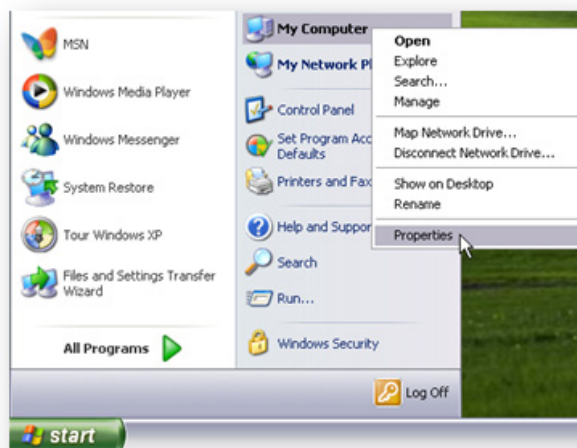 MSN
Windows Media Player
Windows Messenger
System Restore
Tour Windows XP
Files and Settings Transfer
Wizard
All Programs
My Computer
My Network Pl
Control Panel
Set Program Acc
Defaults
Printers and Fax
Help and Suppor
Search
Run...
Windows Security
Open
Explore
Search...
Manage
Map Network Drive...
Disconnect Network Drive...
Show on Desktop
Rename
Properties
Log Off
start